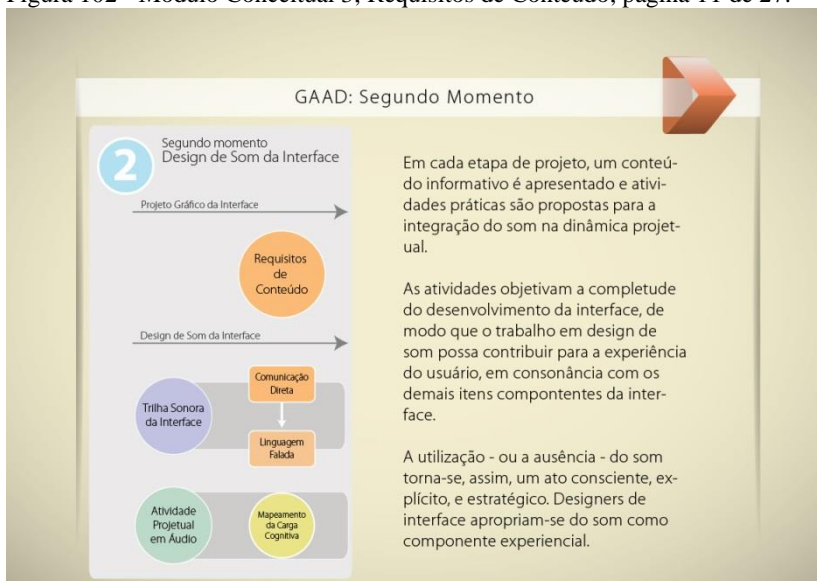 Figura 102 - Módulo Conceitual 3, Requisitos de Conteúdo, página 11 de 27.
GAAD: Segundo Momento
2
Segundo momento
Design de Som da Interface
Projeto Gráfico da Interface
Requisitos
de
Conteúdo
Design de Som da Interface
Trilha Sonora
da Interface
Comunicação
Direta
Linguagem
Falada
Atividade
Projetual
em Áudio
Mapeamento
da Carga
Cognitiva
Em cada etapa de projeto, um conteú-
do informativo é apresentado e ativi-
dades práticas são propostas para a
integração do som na dinâmica projet-
ual.
As atividades objetivam a completude
do desenvolvimento da interface, de
modo que o trabalho em design de
som possa contribuir para a experiência
do usuário, em consonância com os
demais itens compontentes da inter-
face.
A utilização - ou a ausência - do som
torna-se, assim, um ato consciente, ex-
plícito, e estratégico. Designers de
interface apropriam-se do som como
componente experiencial.